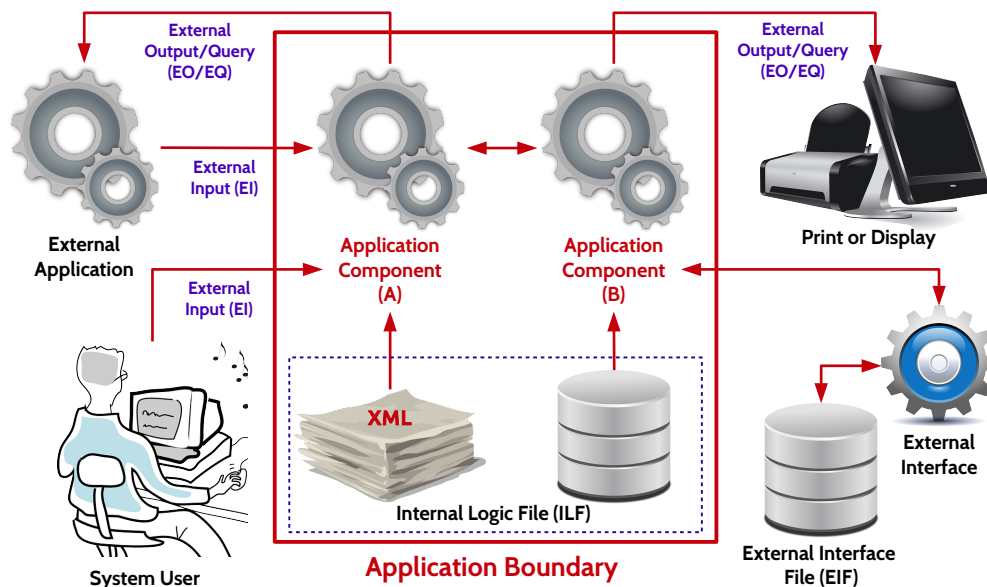 External
Output/Query
(EO/EQ)
External
Output/Query
(EO/EQ)
External
Input (EI)
External
Application
Application
Component
(A)
Application
Component
(B)
Print or Display
External
Input (EI)
XML
Internal Logic File (ILF)
External
Interface
System User
Application Boundary
External Interface
File (EIF)